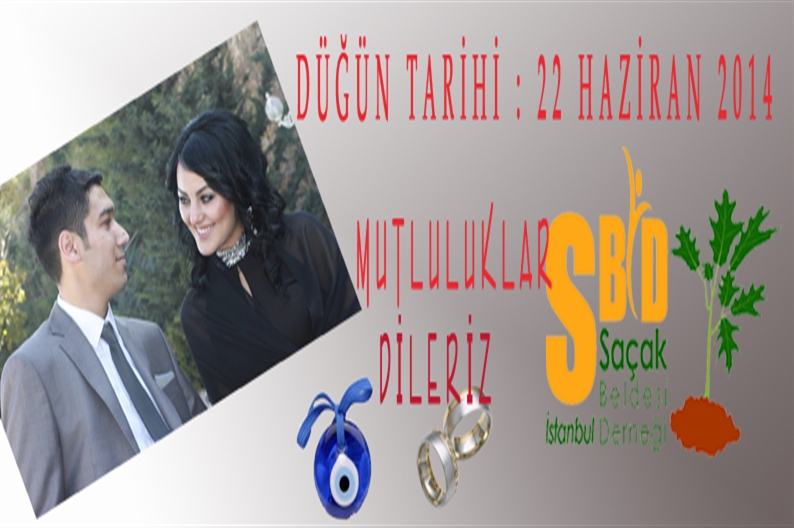 DÜĞÜN TARİHİ : 22 HAZİRAN 2014
MUTLULUKLAR
DİLERİZ
SBD
Saçak
Beldesi
İstanbul Derneği